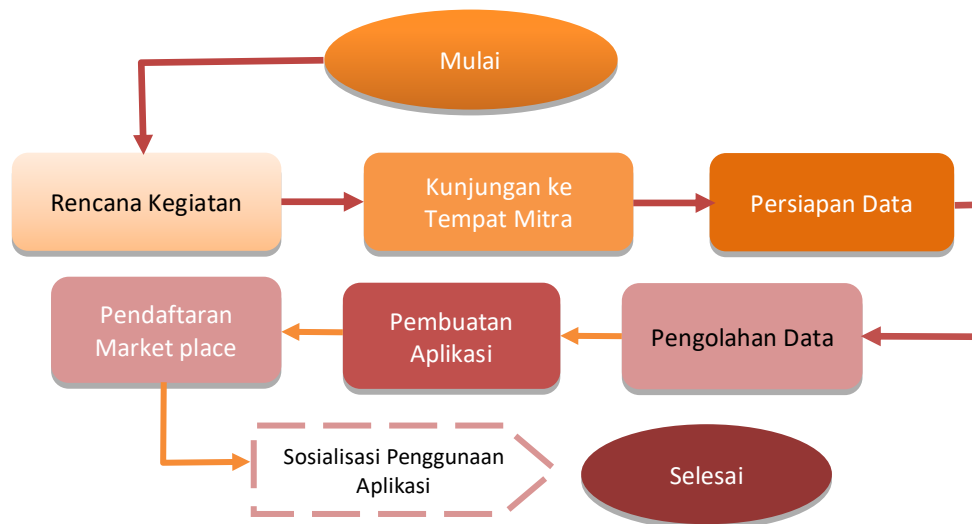 Mulai
Rencana Kegiatan
Kunjungan ke
Tempat Mitra
Persiapan Data
Pengolahan Data
Pembuatan
Aplikasi
Pendaftaran
Market place
Sosialisasi Penggunaan
Aplikasi
Selesai